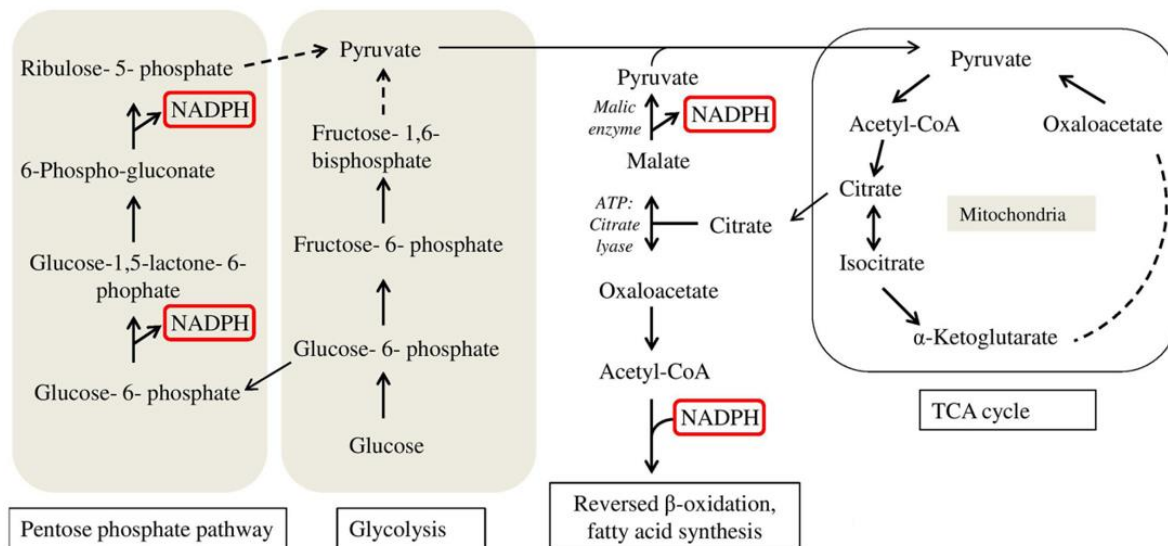 Ribulose- 5- phosphate
NADPH
6-Phospho-gluconate
Glucose-1,5-lactone- 6-
phophate
NADPH
Glucose- 6- phosphate
Pentose phosphate pathway
Pyruvate
Fructose- 1,6-
bisphosphate
Fructose- 6- phosphate
Glucose- 6- phosphate
Glucose
Glycolysis
Pyruvate
Malic
enzyme
NADPH
Malate
ATP:
Citrate
lyase
Citrate
Oxaloacetate
Acetyl-CoA
NADPH
Reversed β-oxidation,
fatty acid synthesis
Pyruvate
Acetyl-CoA
Oxaloacetate
Citrate
Mitochondria
Isocitrate
α-Ketoglutarate
TCA cycle